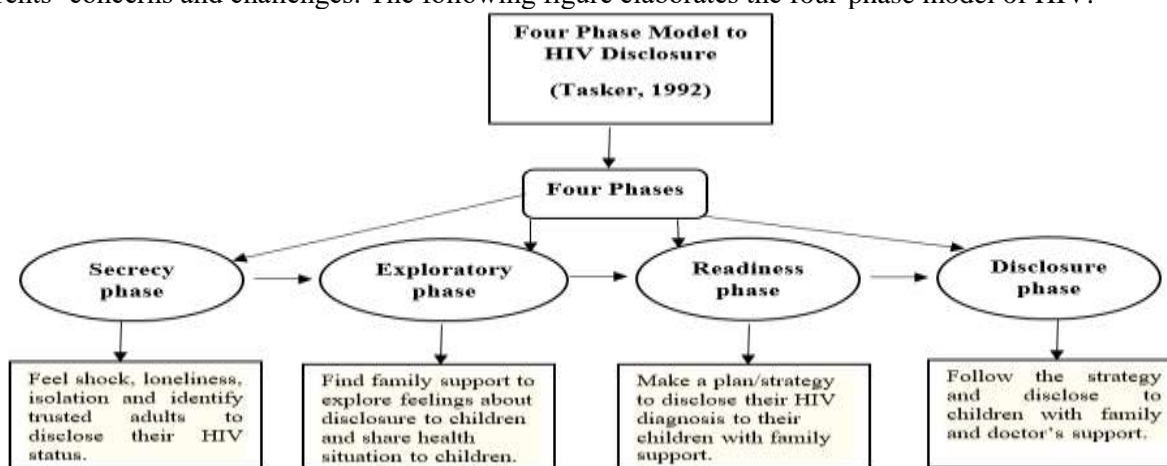 concerns and challenges. The following figure elaborates the four phase model of HIV.
Four Phase Model to
HIV Disclosure
(Tasker, 1992)
Four Phases
Secrecy
phase
Exploratory
phase
Readiness
phase
Disclosure
phase
Feel shock, loneliness,
isolation and identify
trusted adults to
disclose their HIV
status.
Find family support to
explore feelings about
disclosure to children
and share health
situation to children.
Make a plan/strategy
to disclose their HIV
diagnosis to their
children with family
support.
Follow the strategy
and disclose to
children with family
and doctor's support.